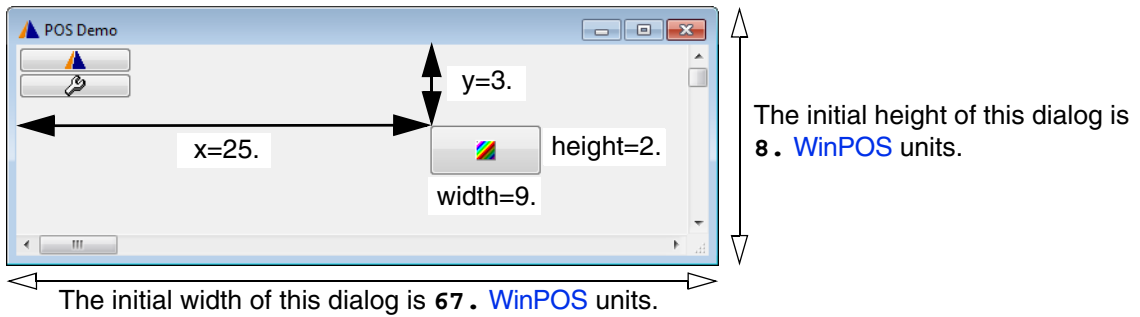 POS Demo
y=3.
x=25.
height=2.
width=9.
The initial height of this dialog is
8. WinPOS units.
The initial width of this dialog is 67. WinPOS units.